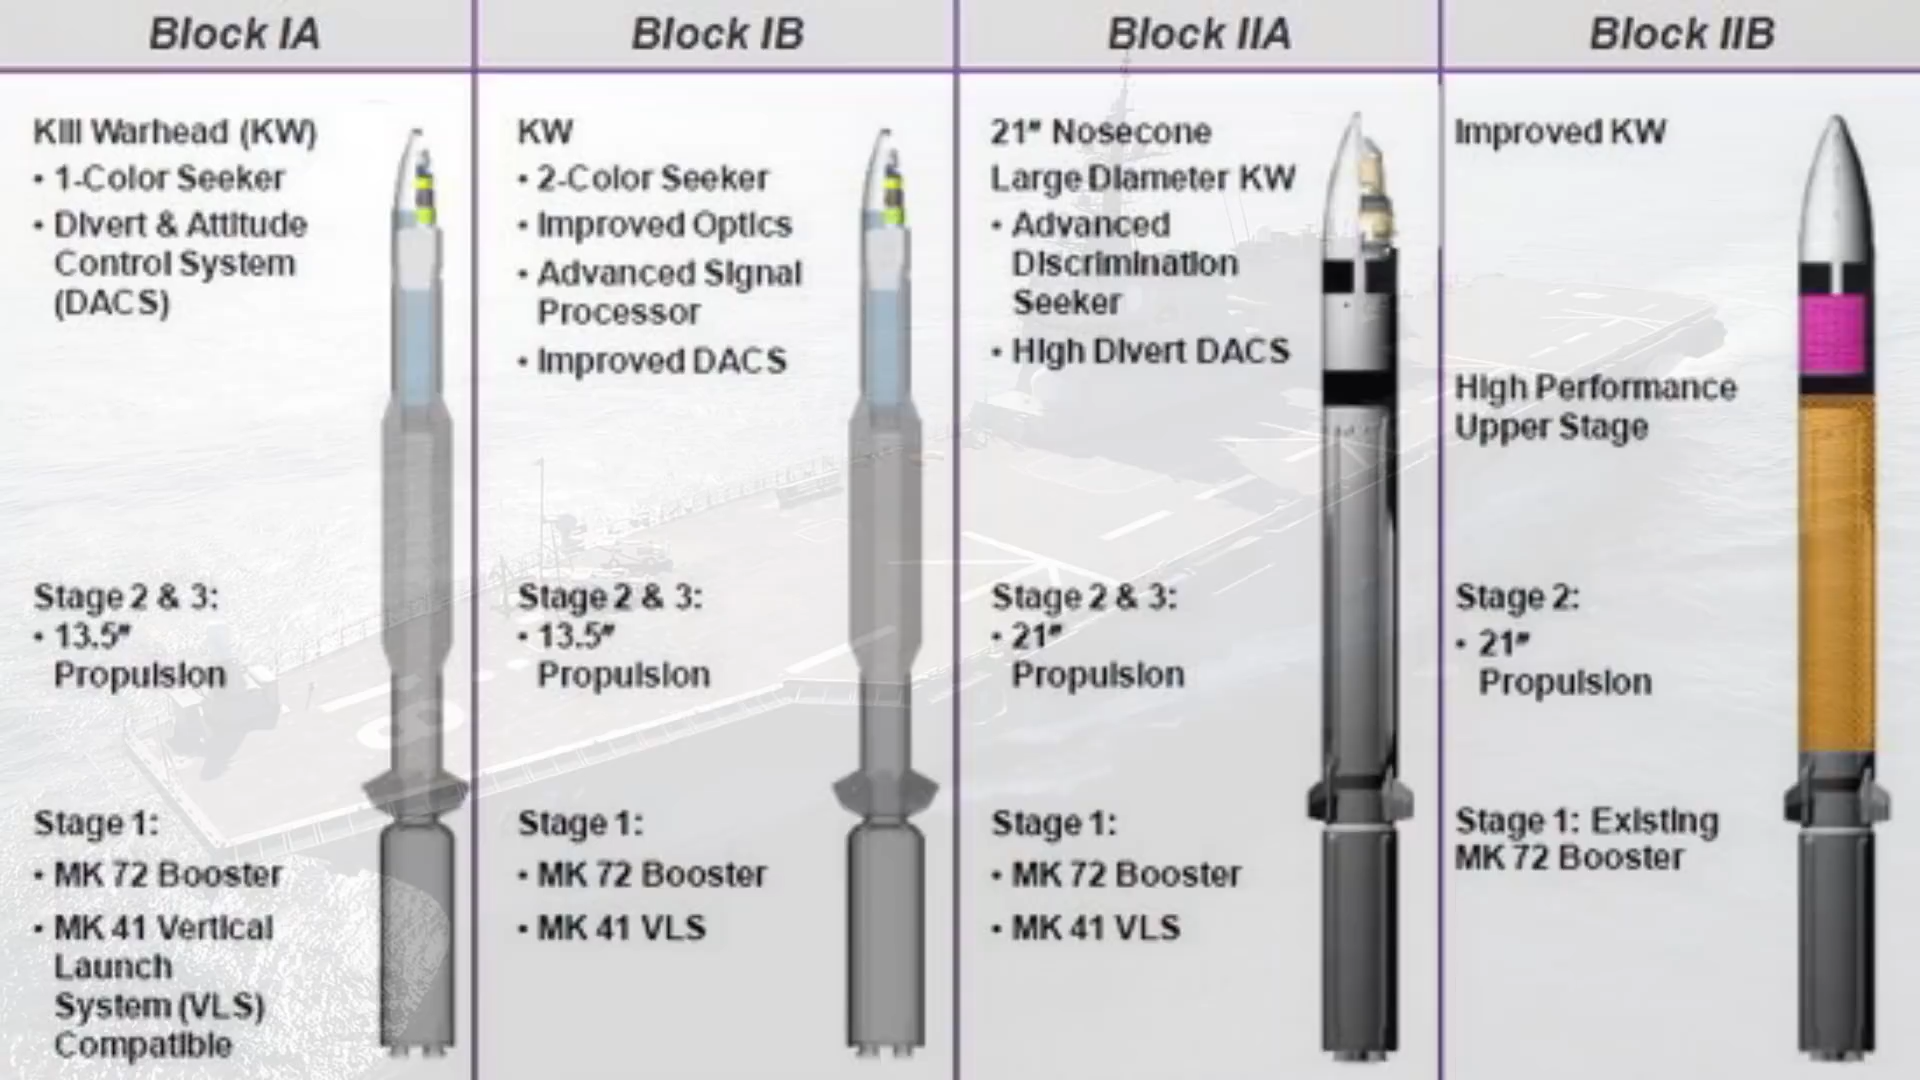 Block IA
Kill Warhead (KW)
• 1-Color Seeker
• Divert & Attitude
Control System
(DACS)
Stage 2 & 3:
• 13.5"
Propulsion
Stage 1:
• MK 72 Booster
• MK 41 Vertical
Launch
System (VLS)
Compatible
Block IB
KW
• 2-Color Seeker
• Improved Optics
• Advanced Signal
Processor
• Improved DACS
Stage 2 & 3:
• 13.5"
Propulsion
Stage 1:
• MK 72 Booster
• MK 41 VLS
Block IIA
21" Nosecone
Large Diameter KW
• Advanced
Discrimination
Seeker
• High Divert DACS
Stage 2 & 3:
• 21"
Propulsion
Stage 1:
• MK 72 Booster
• MK 41 VLS
Block IIB
Improved KW
High Performance
Upper Stage
Stage 2:
• 21"
Propulsion
Stage 1: Existing
MK 72 Booster